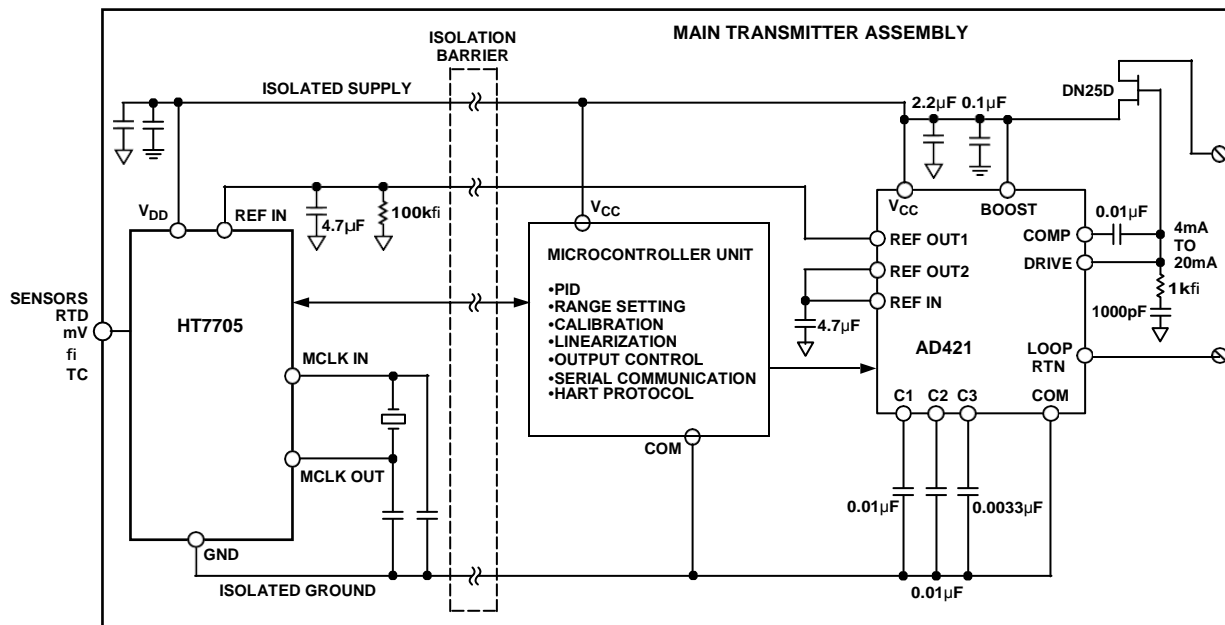 MAIN TRANSMITTER ASSEMBLY
ISOLATION
BARRIER
ISOLATED SUPPLY
DN25D
2.2µF 0.1µF
VDD
REF IN
4.7µF
100kfi
VCC
VCC
BOOST
0.01µF
COMP
4mA
TO
20mA
DRIVE
1kfi
1000pF
REF OUT1
REF OUT2
REF IN
4.7µF
AD421
LOOP
RTN
C1 C2 C3 COM
MICROCONTROLLER UNIT
•PID
•RANGE SETTING
•CALIBRATION
•LINEARIZATION
•OUTPUT CONTROL
•SERIAL COMMUNICATION
•HART PROTOCOL
COM
SENSORS
RTD
mV
fi
TC
HT7705
MCLK IN
MCLK OUT
GND
ISOLATED GROUND
0.01µF
0.0033µF
0.01µF